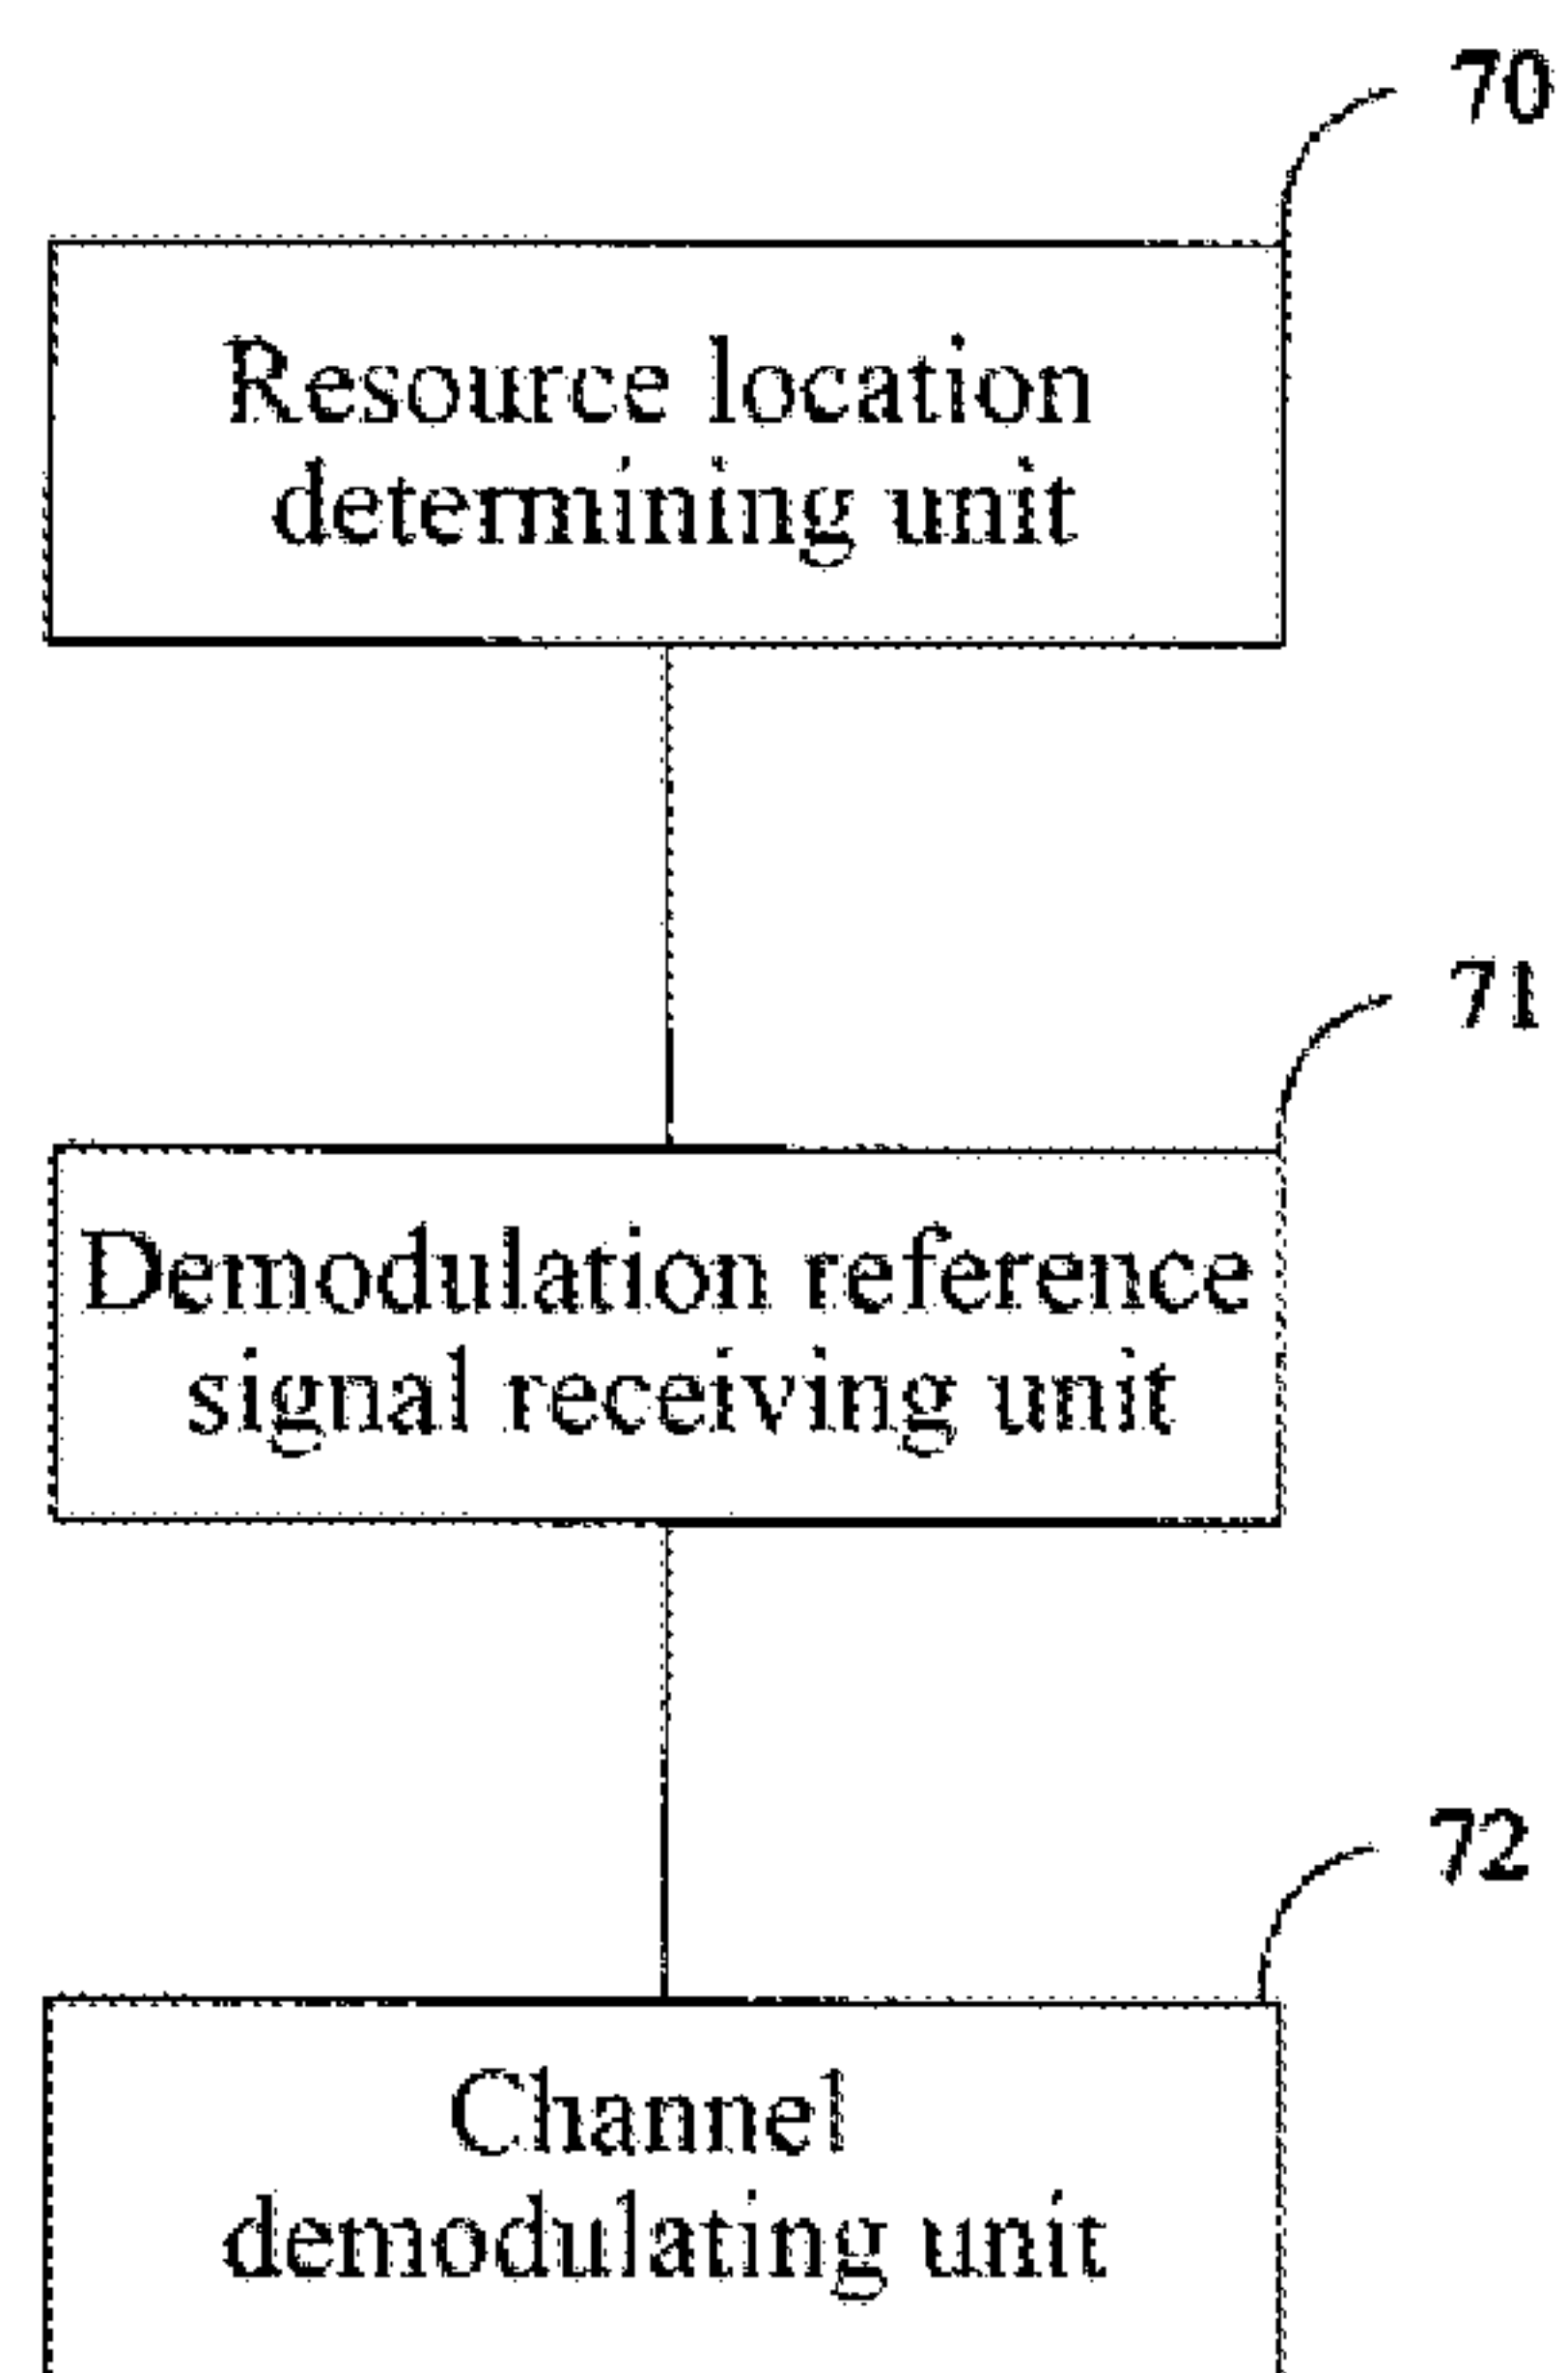 70
Resource location
determining unit
71
Demodulation reference
signal receiving unit
72
Channel
demodulating unit